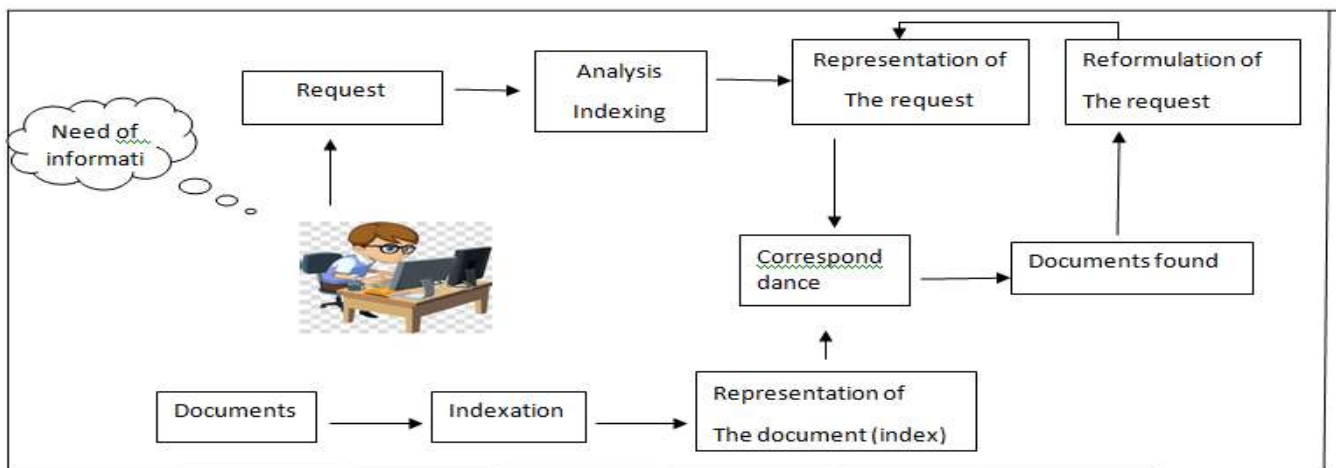 Need of
informati
Request
Analysis
Indexing
Representation of
The request
Reformulation of
The request
Correspond
dance
Documents found
Documents
Indexation
Representation of
The document (index)